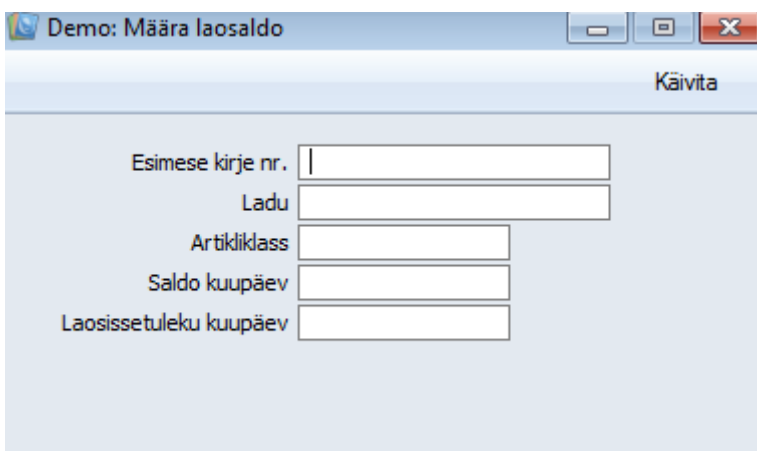 Demo: Määra laosaldo
Käivita
Esimese kirje nr.
Ladu
Artikliklass
Saldo kuupäev
Laosissetuleku kuupäev